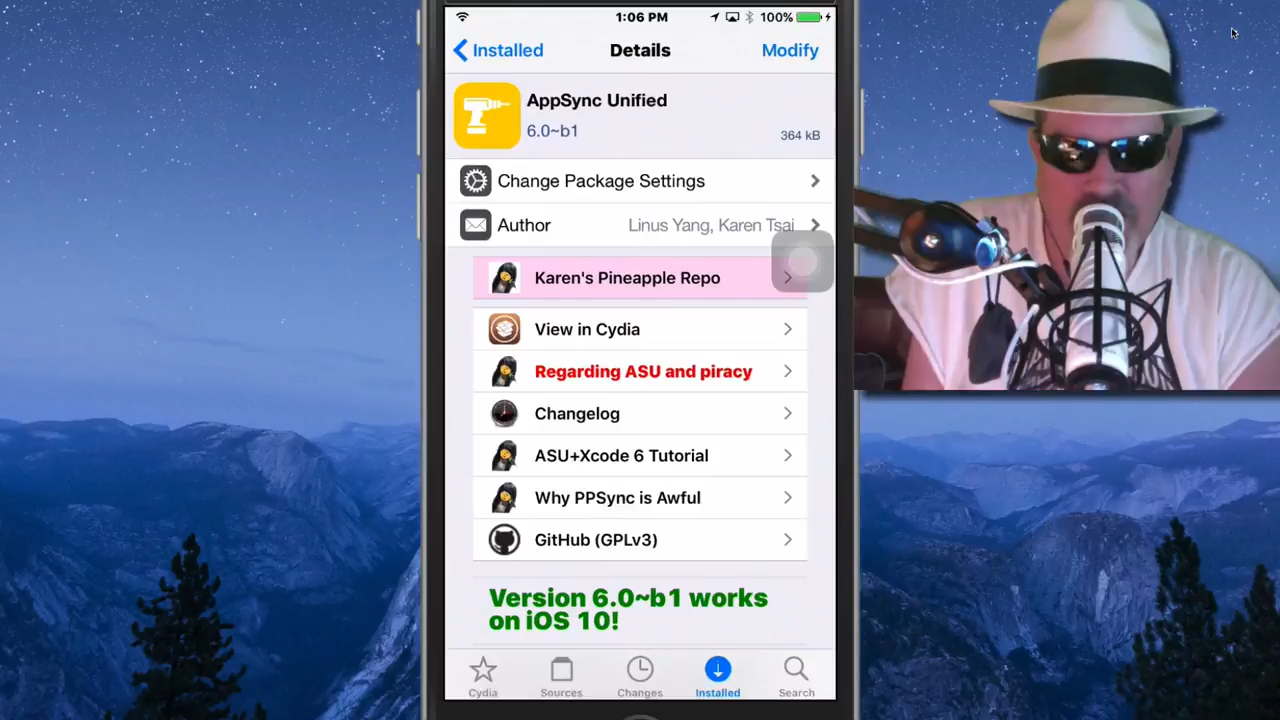 1:06 PM
100%
Installed
Details
Modify
AppSync Unified
6.0~b1
364 kB
Change Package Settings
Author
Linus Yang, Karen Tsai
Karen's Pineapple Repo
View in Cydia
Regarding ASU and piracy
Changelog
ASU+Xcode 6 Tutorial
Why PPSync is Awful
GitHub (GPLv3)
Version 6.0~b1 works
on iOS 10!
Cydia
Sources
Changes
Installed
Search